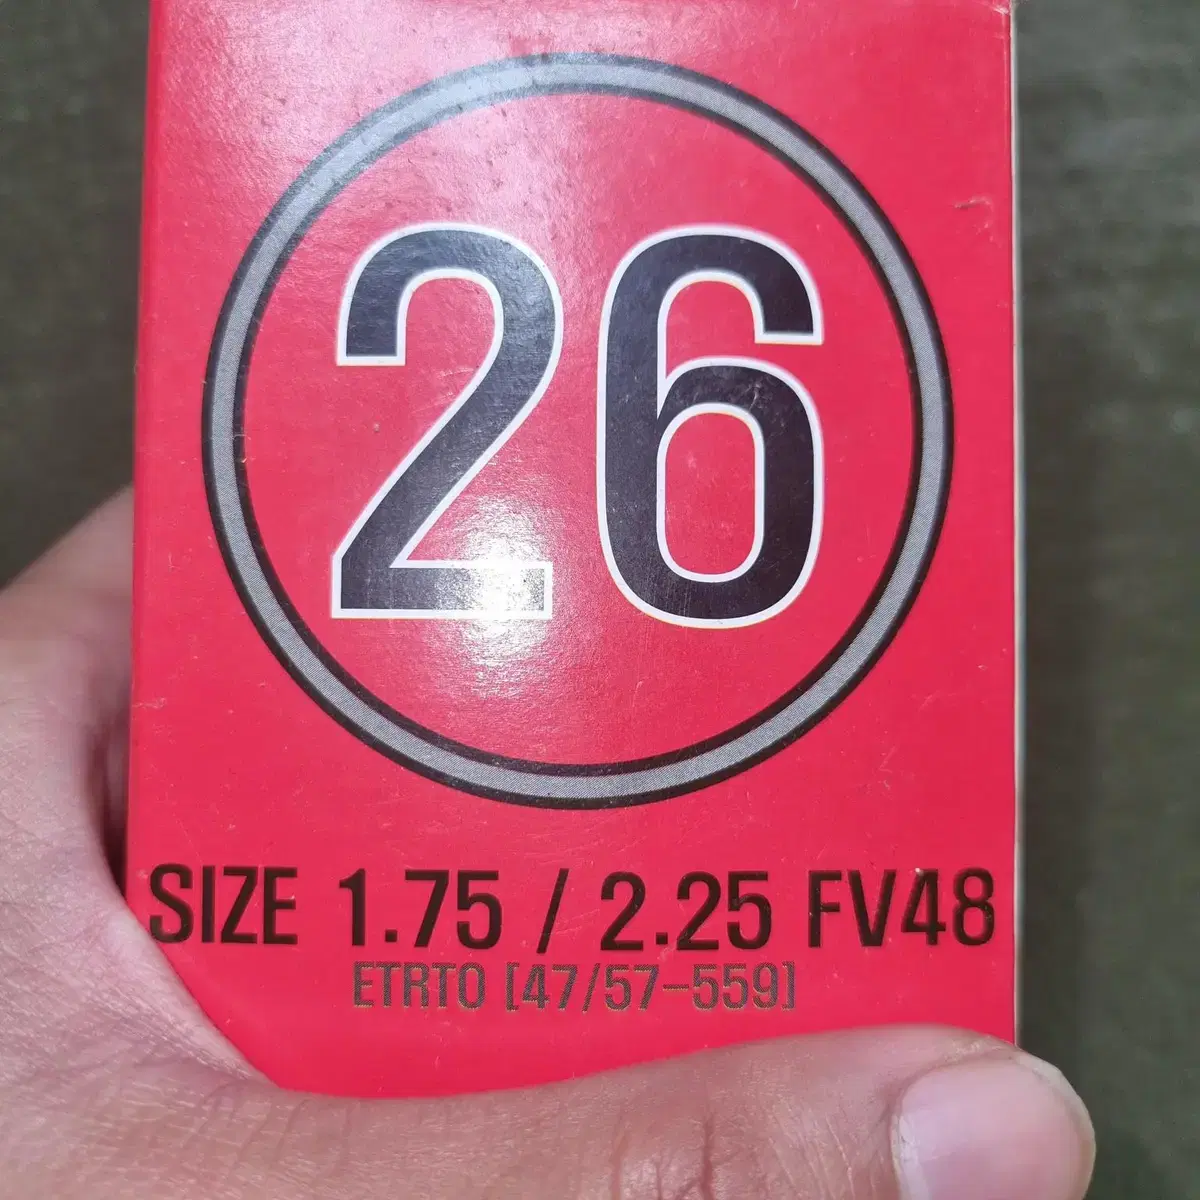 26
SIZE 1.75 / 2.25 FV48
ETRTO [47/57-559]